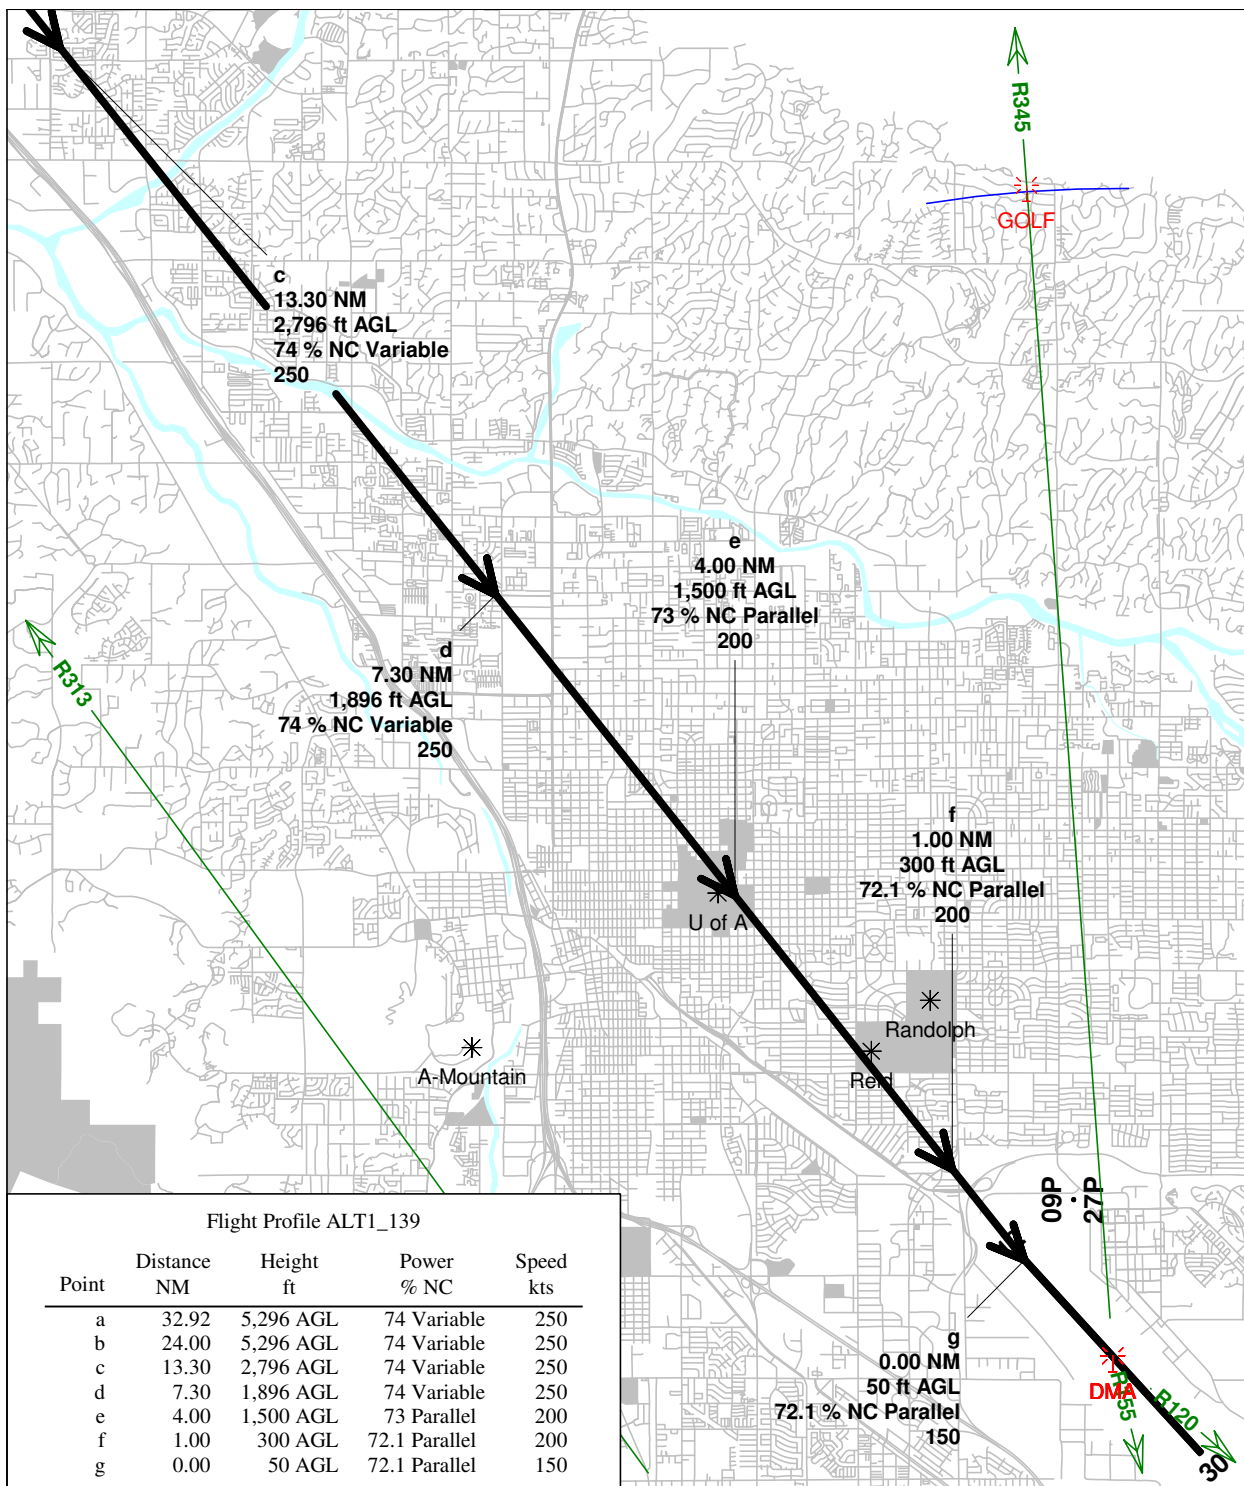 R345
GOLF
c
13.30 NM
2,796 ft AGL
74 % NC Variable
250
e
4.00 NM
1,500 ft AGL
73 % NC Parallel
200
R313
d
7.30 NM
1,896 ft AGL
74 % NC Variable
250
f
1.00 NM
300 ft AGL
72.1 % NC Parallel
200
U of A
Randolph
Reid
A-Mountain
09P
27P
g
0.00 NM
50 ft AGL
72.1 % NC Parallel
150
DMA
R155
R120
30
Flight Profile ALT1_139
Point Distance NM Height ft Power % NC Speed kts
a 32.92 5,296 AGL 74 Variable 250
b 24.00 5,296 AGL 74 Variable 250
c 13.30 2,796 AGL 74 Variable 250
d 7.30 1,896 AGL 74 Variable 250
e 4.00 1,500 AGL 73 Parallel 200
f 1.00 300 AGL 72.1 Parallel 200
g 0.00 50 AGL 72.1 Parallel 150